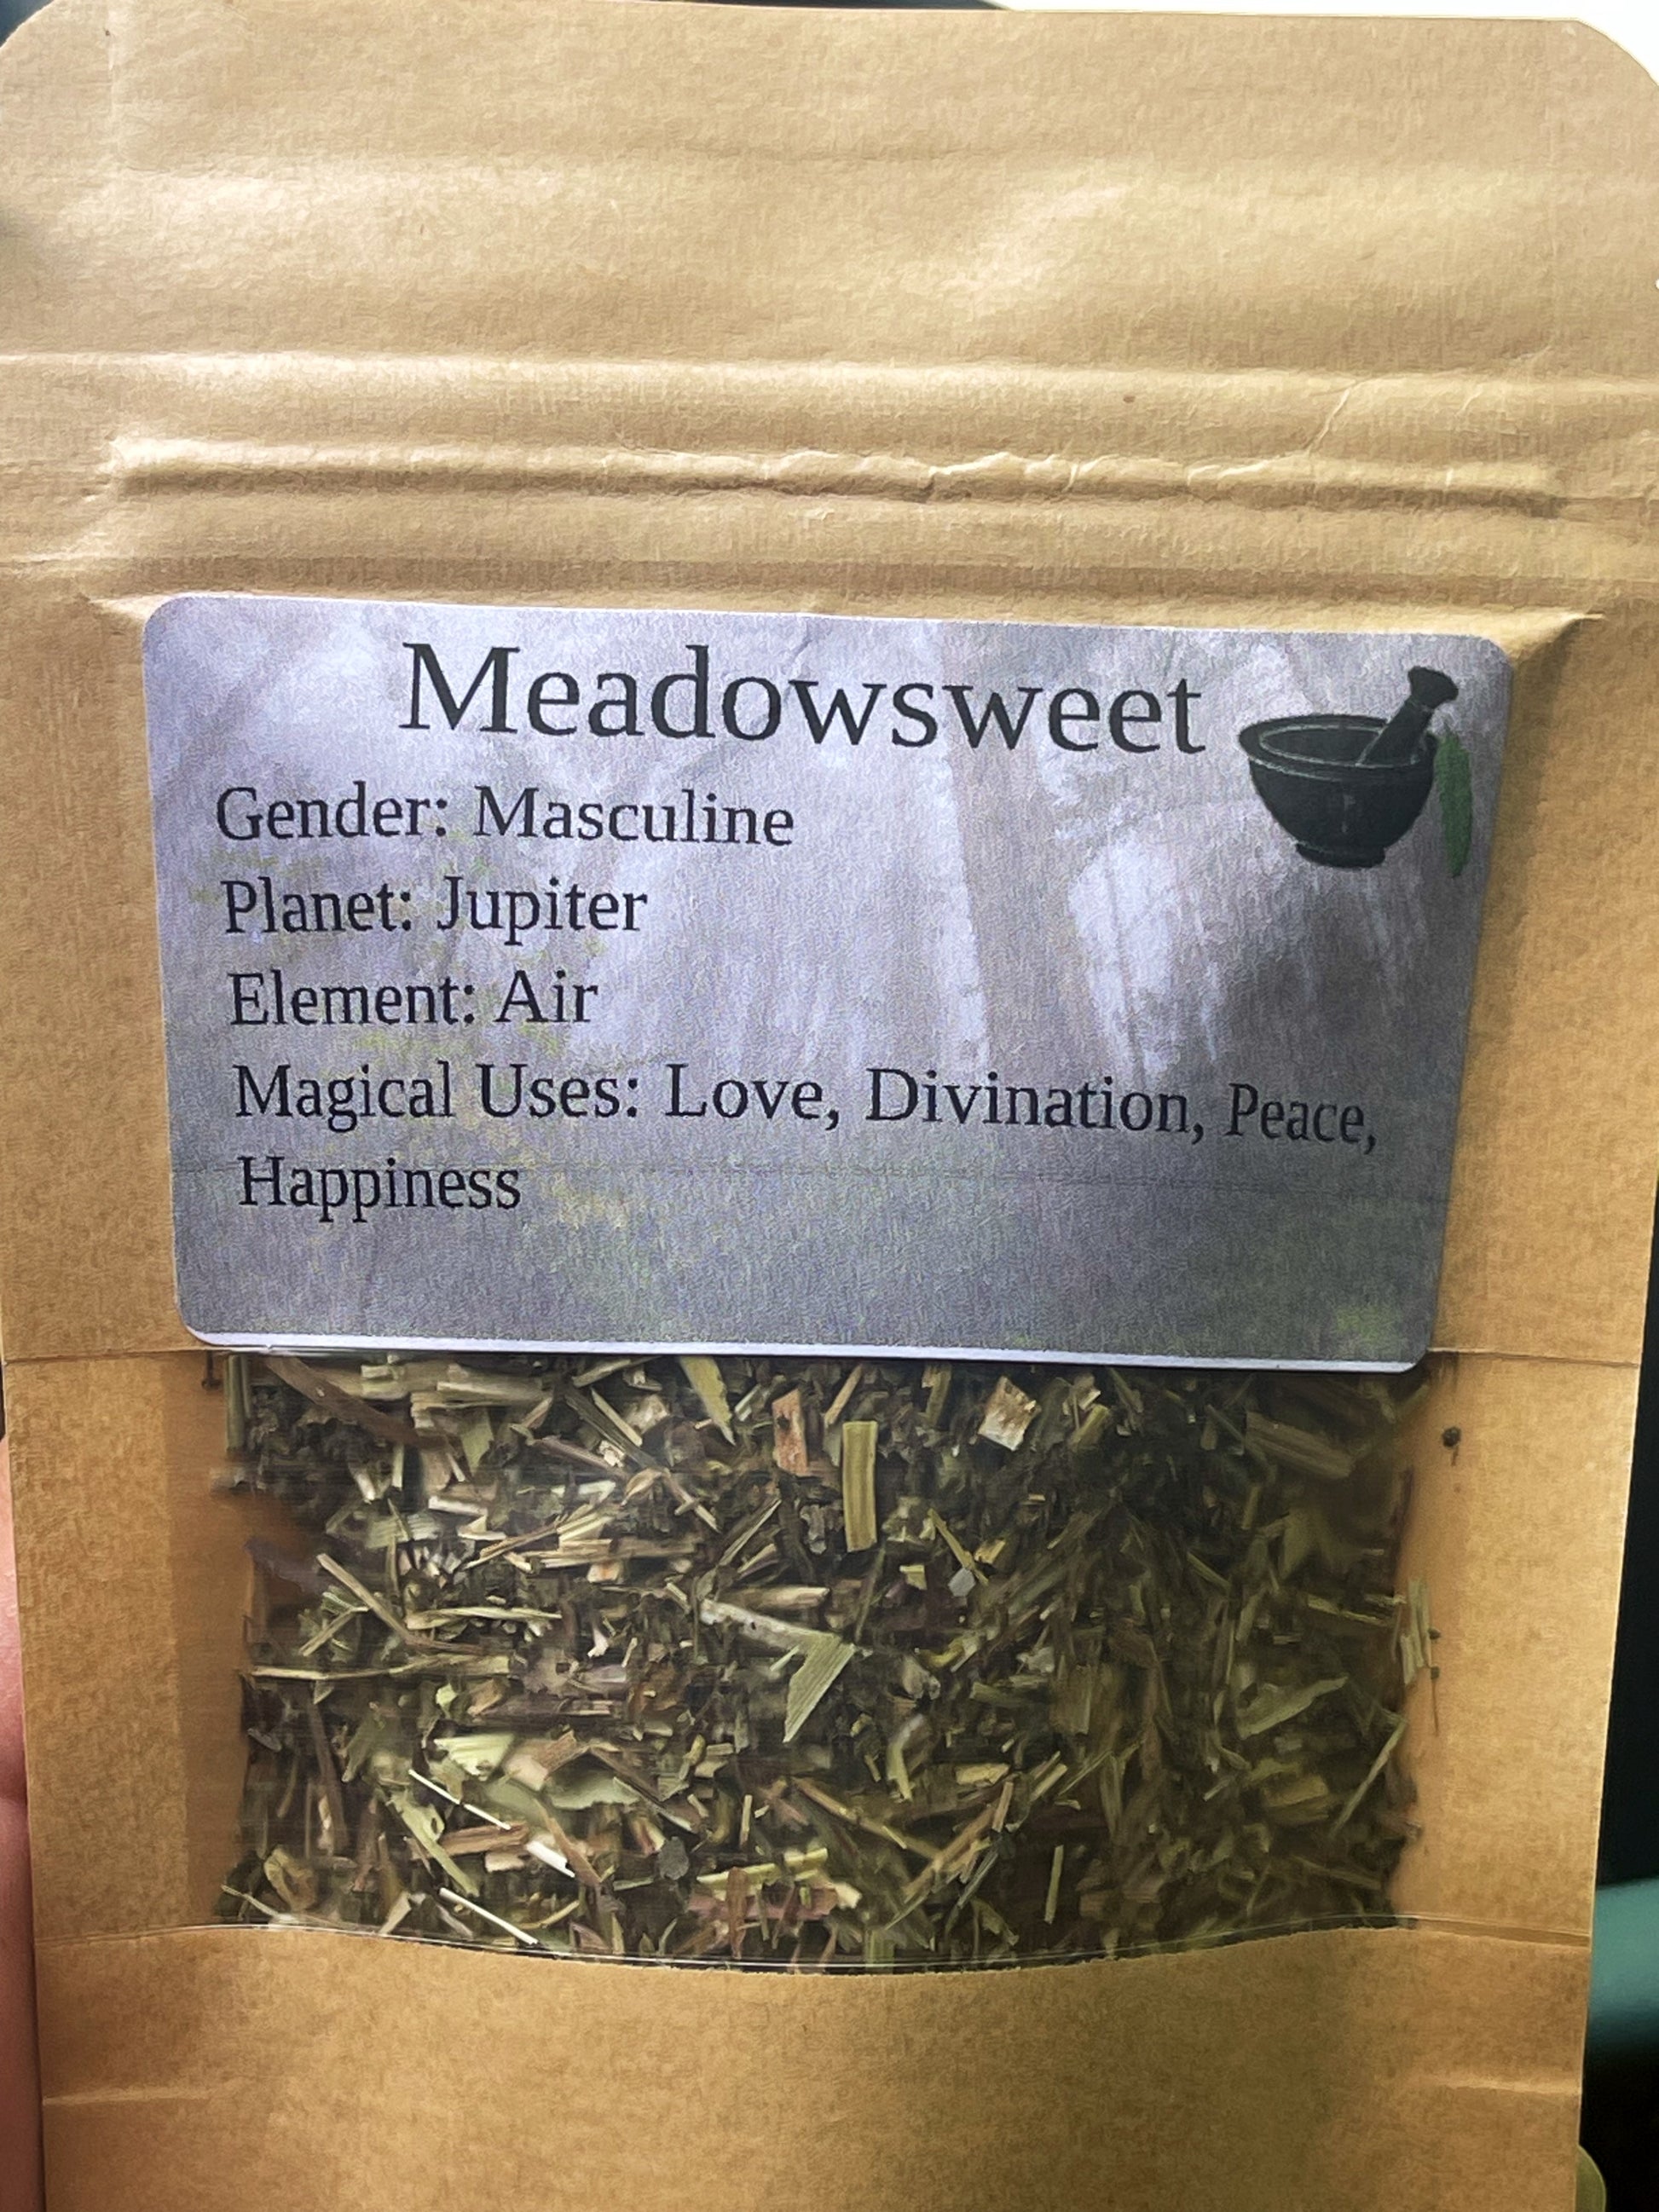 Meadowsweet
Gender: Masculine
Planet: Jupiter
Element: Air
Magical Uses: Love, Divination, Peace,
Happiness